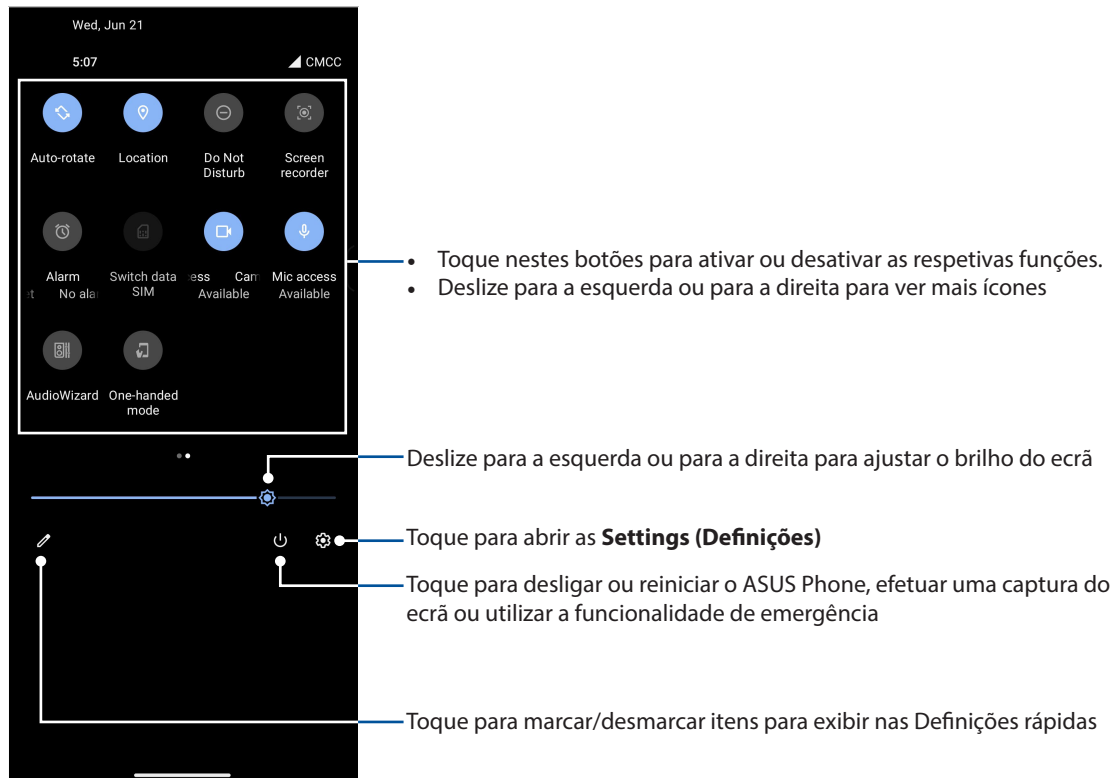 Wed, Jun 21
5:07
CMCC
Auto-rotate
Location
Do Not
Disturb
Screen
recorder
Alarm
No ala
Switch data
SIM
ess Cam
Available
Mic access
Available
AudioWizard
One-handed
mode
• Toque nestes botões para ativar ou desativar as respetivas funções.
• Deslize para a esquerda ou para a direita para ver mais ícones
Deslize para a esquerda ou para a direita para ajustar o brilho do ecrã
Toque para abrir as Settings (Definições)
Toque para desligar ou reiniciar o ASUS Phone, efetuar uma captura do
ecrã ou utilizar a funcionalidade de emergência
Toque para marcar/desmarcar itens para exibir nas Definições rápidas